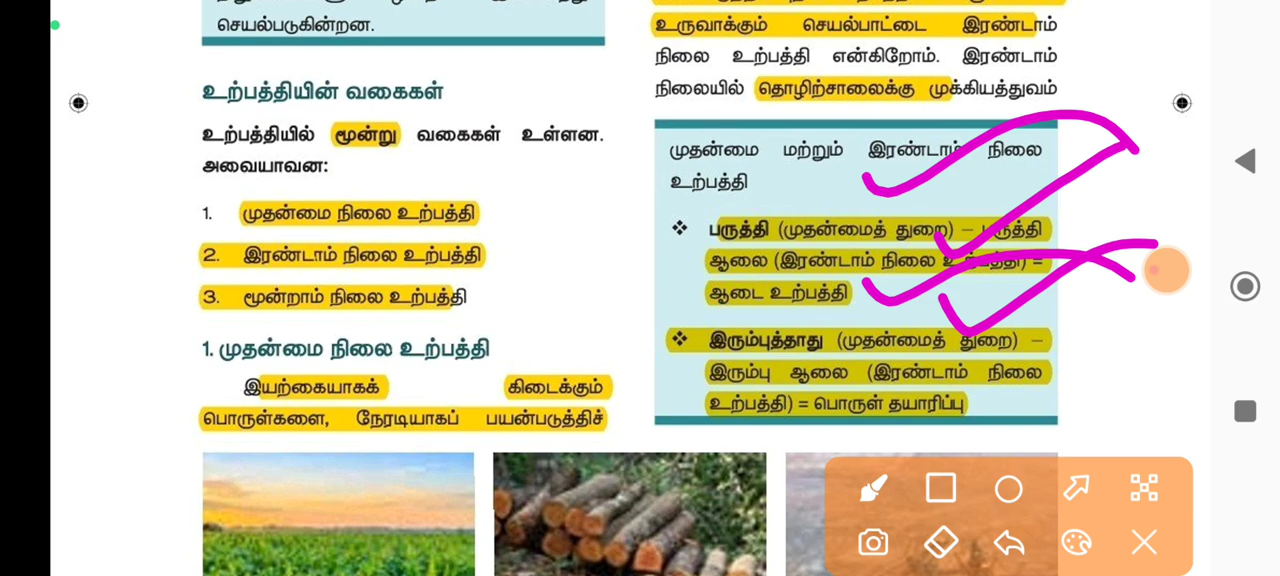 செயல்படுகின்றன.
உற்பத்தியின் வகைகள்
உற்பத்தியில் மூன்று வகைகள் உள்ளன.
அவையாவன:
1. முதன்மை நிலை உற்பத்தி
2. இரண்டாம் நிலை உற்பத்தி
3. மூன்றாம் நிலை உற்பத்தி
1. முதன்மை நிலை உற்பத்தி
இயற்கையாகக் கிடைக்கும்
பொருள்களை, நேரடியாகப் பயன்படுத்திச்
உருவாக்கும் செயல்பாட்டை இரண்டாம்
நிலை உற்பத்தி என்கிறோம். இரண்டாம்
நிலையில் தொழிற்சாலைக்கு முக்கியத்துவம்
முதன்மை மற்றும் இரண்டாம் நிலை
உற்பத்தி
❖ பருத்தி (முதன்மைத் துறை) – பருத்தி
ஆலை (இரண்டாம் நிலை உற்பத்தி) =
ஆடை உற்பத்தி
❖ இரும்புத்தாது (முதன்மைத் துறை) –
இரும்பு ஆலை (இரண்டாம் நிலை
உற்பத்தி) = பொருள் தயாரிப்பு